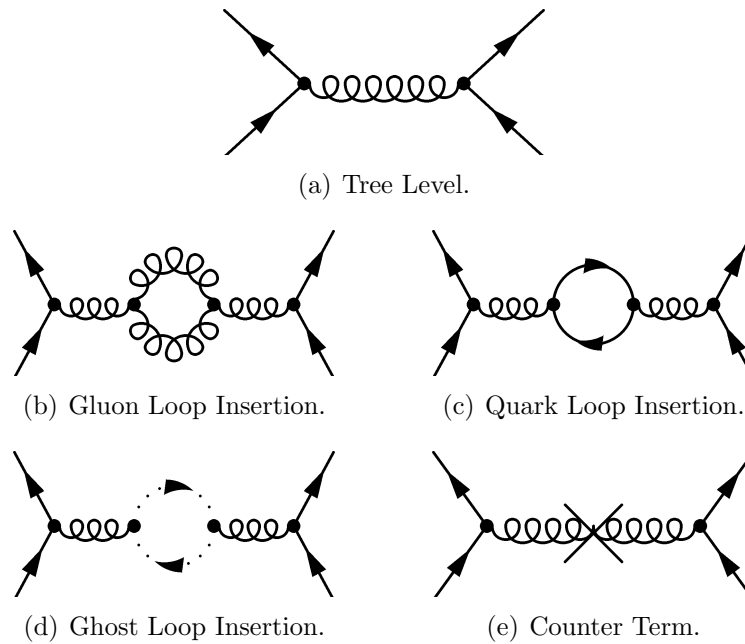 (a) Tree Level.
(b) Gluon Loop Insertion.
(c) Quark Loop Insertion.
(d) Ghost Loop Insertion.
(e) Counter Term.